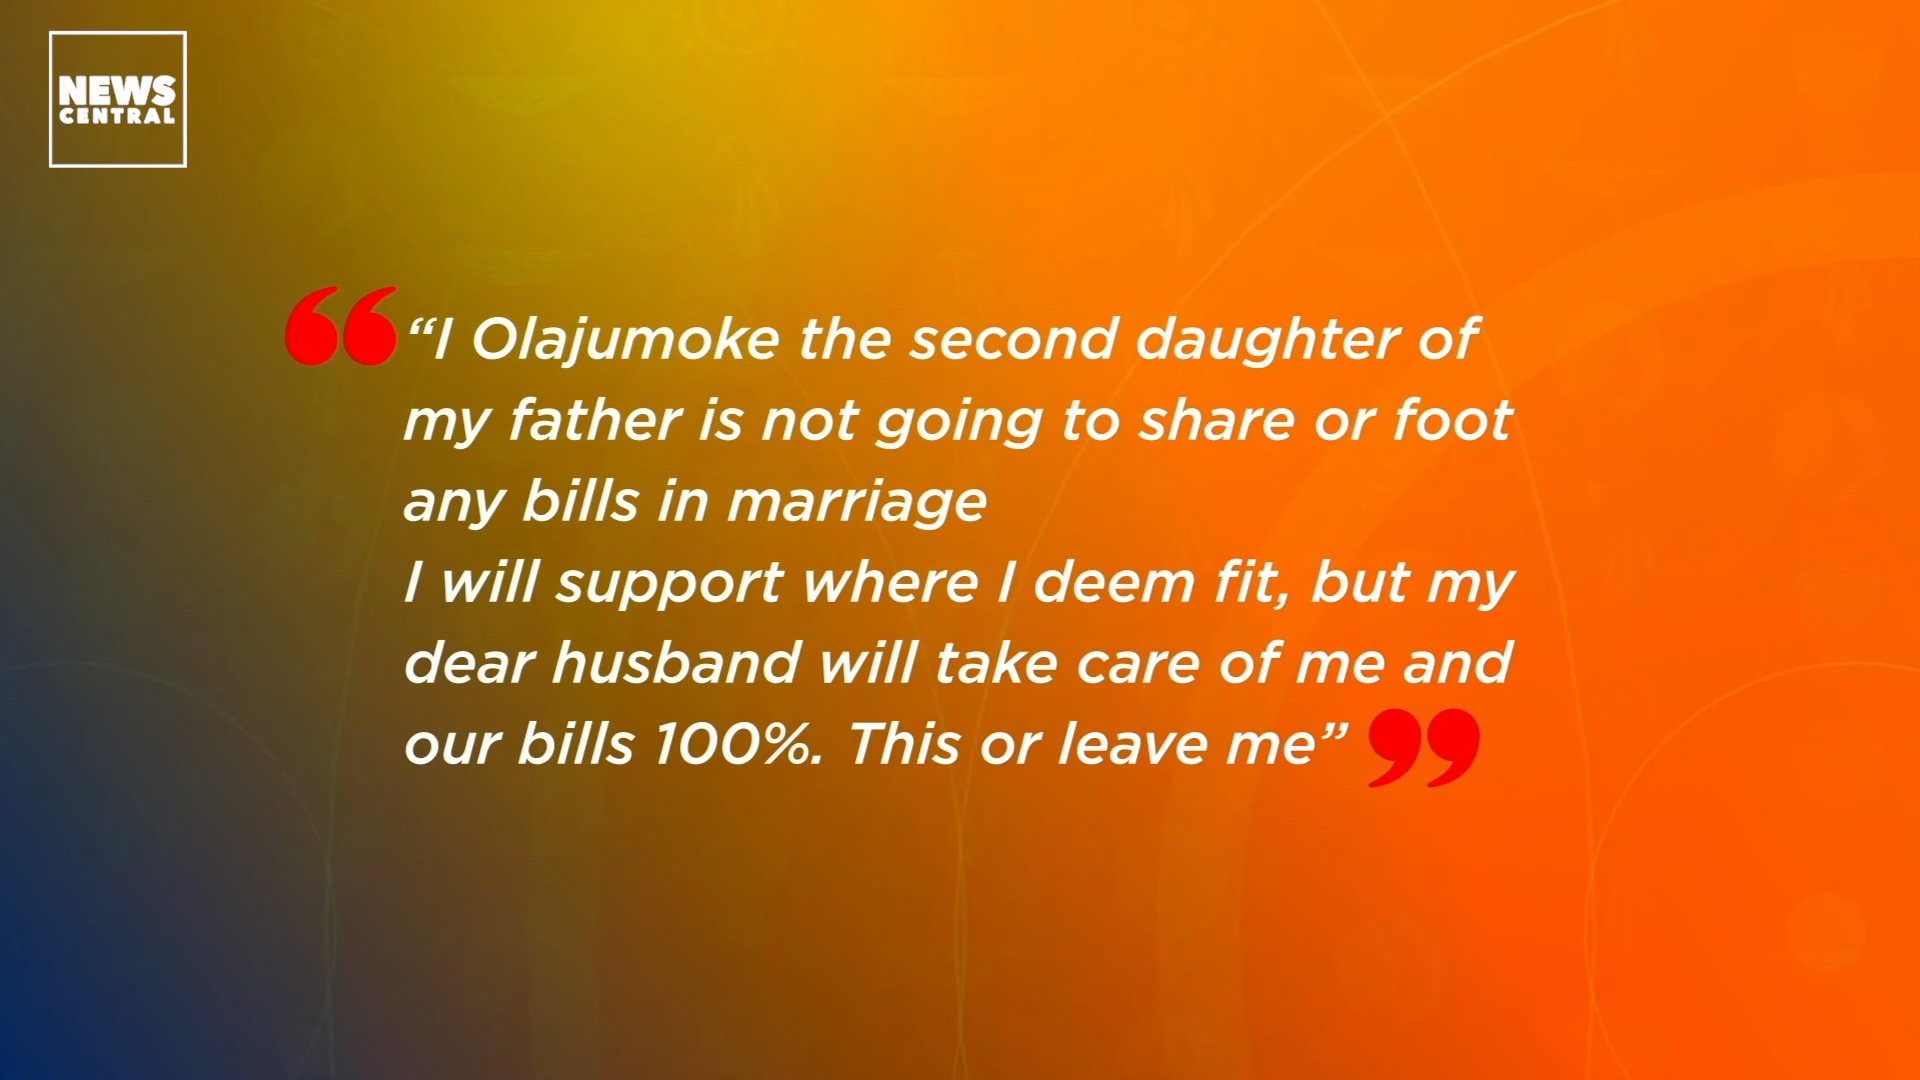 NEWS
CENTRAL
“I Olajumoke the second daughter of
my father is not going to share or foot
any bills in marriage
I will support where I deem fit, but my
dear husband will take care of me and
our bills 100%. This or leave me”